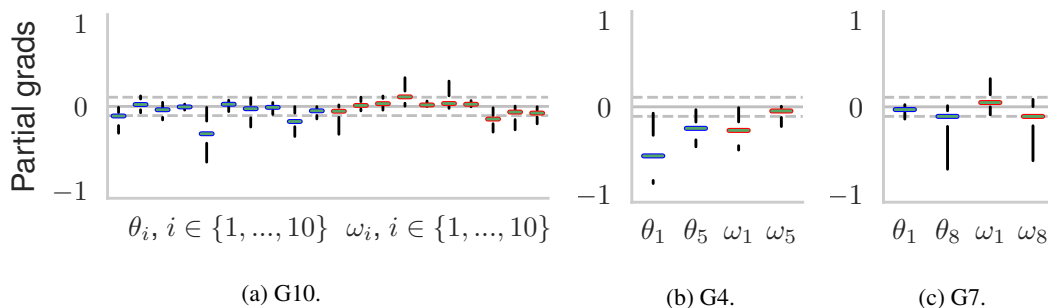 Partial grads
1
0
−1
θ₁, i ∈ {1, ..., 10} ωᵢ, i ∈ {1, ..., 10}
(a) G10.
1
0
−1
θ₁ θ₅ ω₁ ω₅
(b) G4.
1
0
−1
θ₁ θ₈ ω₁ ω₈
(c) G7.